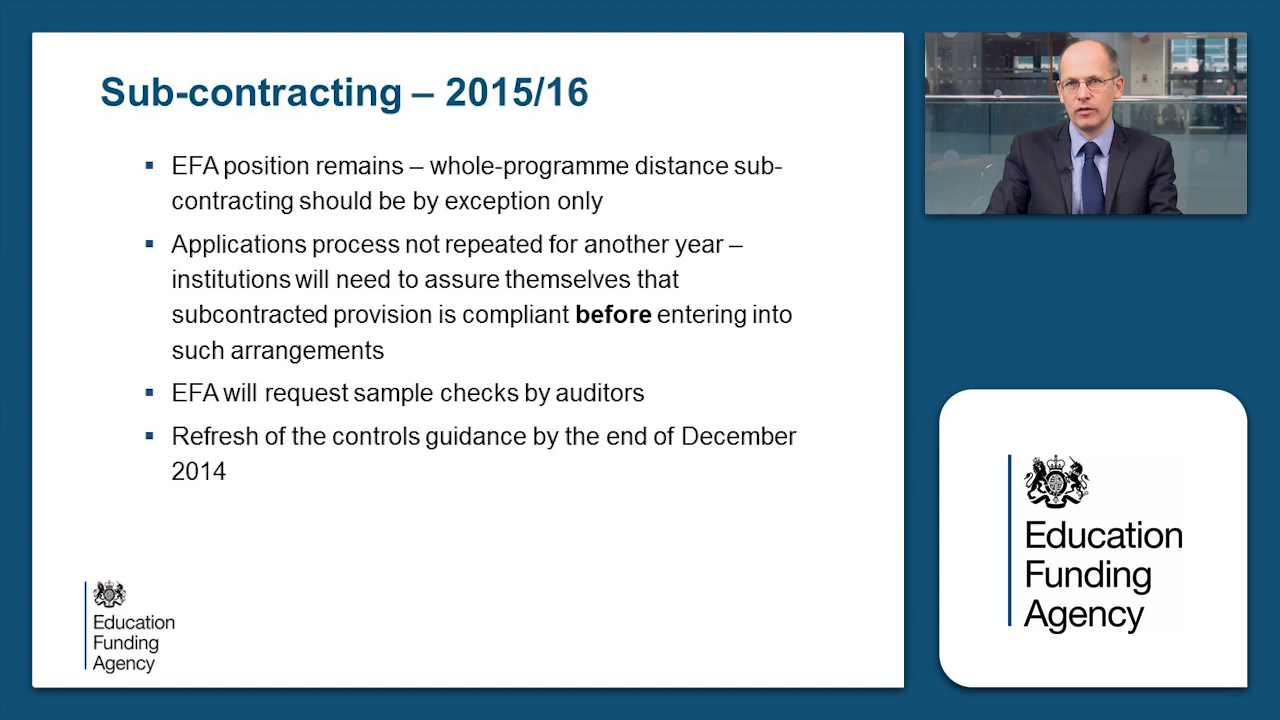 Sub-contracting – 2015/16
▪ EFA position remains – whole-programme distance sub-
contracting should be by exception only
▪ Applications process not repeated for another year –
institutions will need to assure themselves that
subcontracted provision is compliant before entering into
such arrangements
▪ EFA will request sample checks by auditors
▪ Refresh of the controls guidance by the end of December
2014
Education
Funding
Agency
Education
Funding
Agency